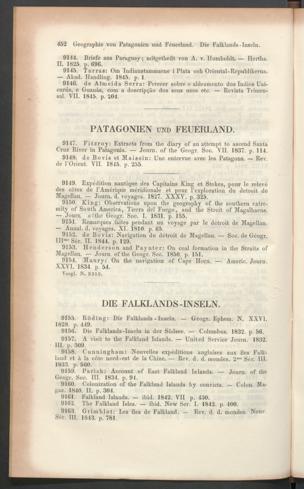 452 Geographie von Patagonien und Feuerland. Die Falklands-Inseln.
9144. Briefe aus Paraguay; mitgetheilt von A. v. Humboldt. — Hertha.
II. 1825. p. 696.
9145. Torras: Om Indianstammarne i Plata och Oriental-Republikerna.
— Akad. Handling. 1845. p. 1.
9146. de Almeida Serra: Parecer sobre o aldeamento dos Indios Uai-
curús, e Guanás, com a descripção dos seus usos etc. — Revista Trimen-
sal. VII. 1845. p. 204.
PATAGONIEN UND FEUERLAND.
9147. Fitzroy: Extracts from the diary of an attempt to ascend Santa
Cruz River in Patagonia. — Journ. of the Geogr. Soc. VII. 1837. p. 114.
9148. de Bovis et Maissin: Une entrevue avec les Patagons. — Rev.
de l'Orient. VII. 1845. p. 255.
9149. Expédition nautique des Capitains King et Stokes, pour le relevé
des côtes de l'Amérique méridionale et pour l'exploration du détroit de
Magellan. — Journ. d. voyages. 1827. XXXV. p. 325.
9150. King: Observations upon the geography of the southern extre-
mity of South America, Tierra del Fuego, and the Strait of Magalhaens.
— Journ. of the Geogr. Soc. I. 1831. p. 155.
9151. Remarques faites pendant un voyage par le détroit de Magellan.
— Annal. d. voyages. XI. 1810. p. 65.
9152. de Bovis: Navigation du détroit de Magellan. — Soc. de Géogr.
IIIme Sér. II. 1844. p. 129.
9153. Henderson and Paynter: On coal formation in the Straits of
Magellan. — Journ. of the Geogr. Soc. 1850. p. 151.
9154. Maury: On the navigation of Cape Horn. — Americ. Journ.
XXVI. 1834. p. 54.
Vergl. N.
DIE FALKLANDS-INSELN.
9155. Röding: Die Falklands-Inseln. — Geogr. Ephem. N. XXVI.
1828. p. 449.
9156. Die Falklands-Inseln in der Südsee. — Columbus. 1832. p. 56.
9157. A visit to the Falkland Islands. — United Service Journ. 1832.
III. p. 309.
9158. Cunningham: Nouvelles expéditions anglaises aux îles Falk-
land et à la côte nord-est de la Chine. — Rev. d. d. mondes. 2me Sér. III.
1833. p. 560.
9159. Parish: Account of East Falkland Islands. — Journ. of the
Geogr. Soc. III. 1834. p. 94.
9160. Colonization of the Falkland Islands by convicts. — Colon. Ma-
gaz. 1840. II. p. 304.
9161. Falkland Islands. — ibid. 1842. VII p. 450.
9162. The Falkland Isles. — ibid. New Ser. I. 1842. p. 400.
9163. Grimblot: Les îles de Falkland. — Rev. d. d. mondes. Nouv.
Sér. III. 1843. p. 781.